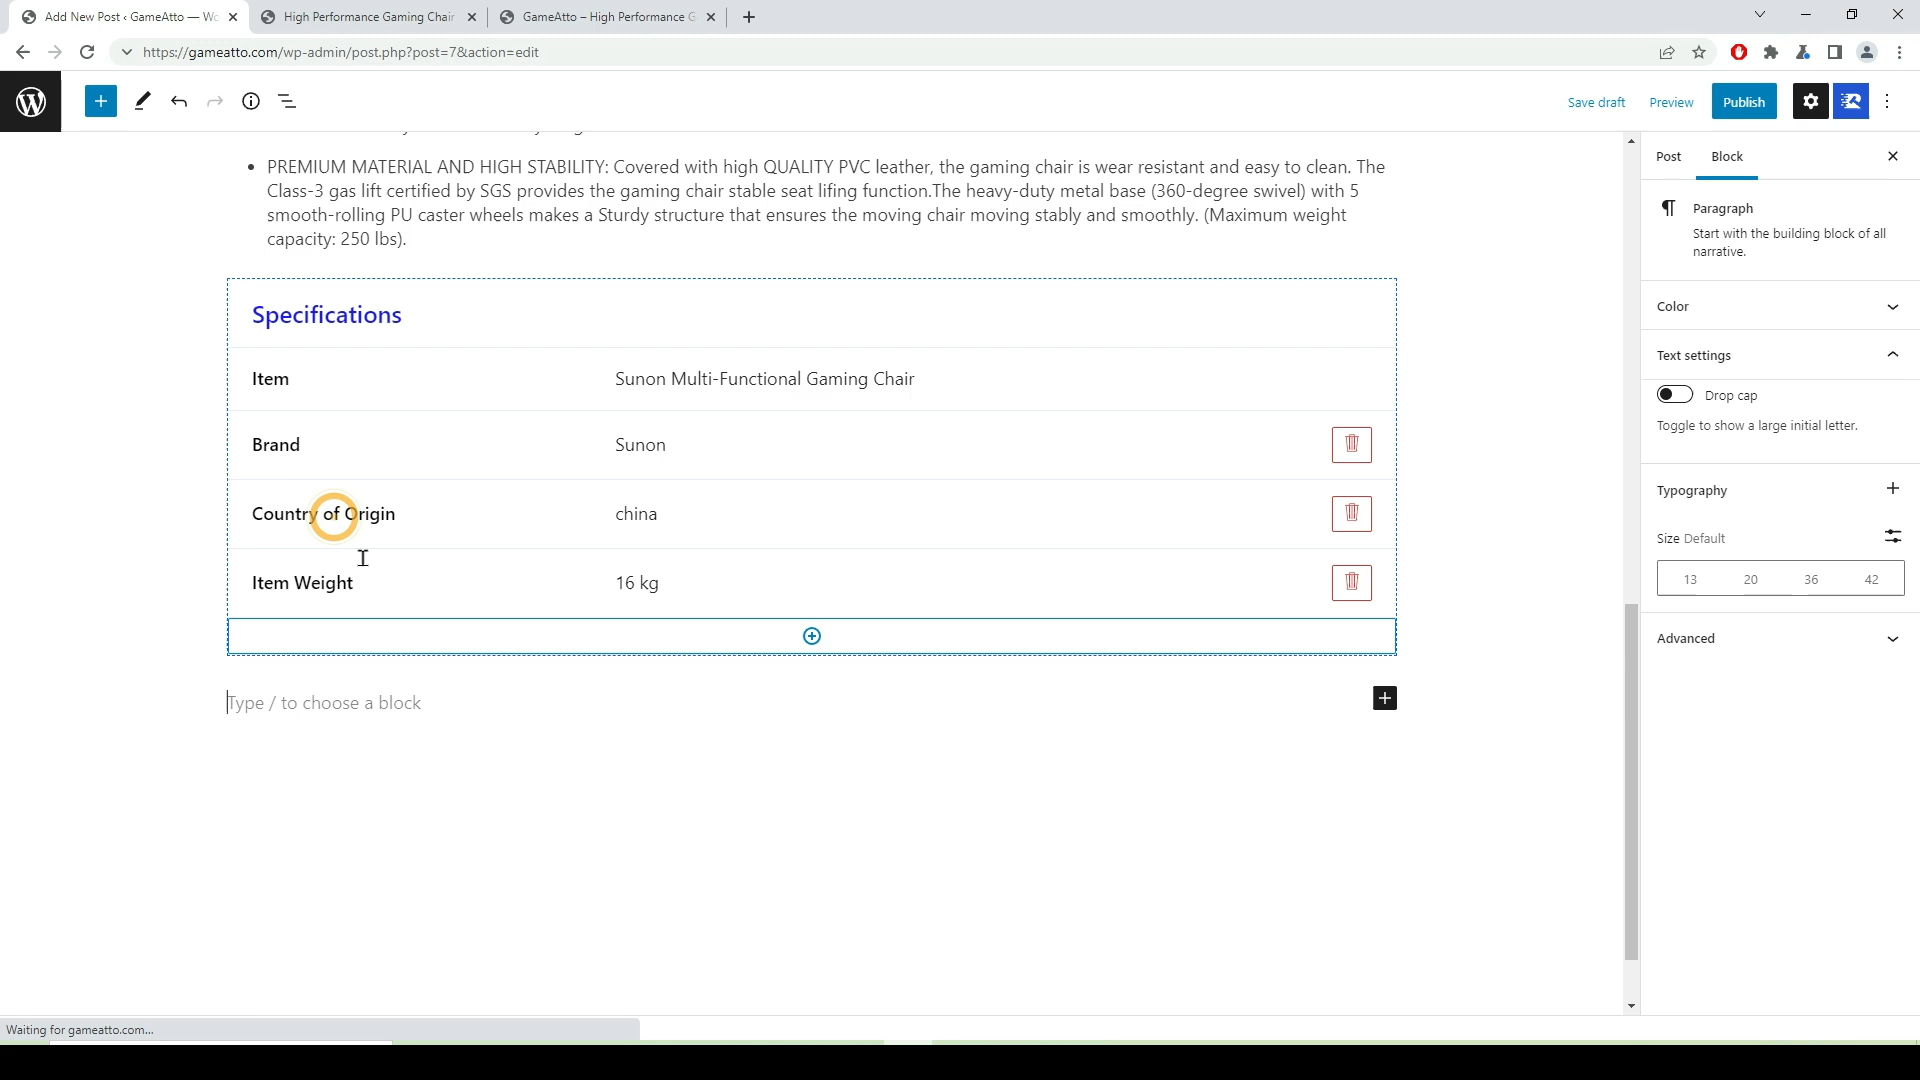 Add New Post ‹ GameAtto — Wo
High Performance Gaming Chair
GameAtto – High Performance G
https://gameatto.com/wp-admin/post.php?post=7&action=edit
Save draft
Preview
Publish
Post
Block
PREMIUM MATERIAL AND HIGH STABILITY: Covered with high QUALITY PVC leather, the gaming chair is wear resistant and easy to clean. The
Class-3 gas lift certified by SGS provides the gaming chair stable seat lifing function.The heavy-duty metal base (360-degree swivel) with 5
smooth-rolling PU caster wheels makes a Sturdy structure that ensures the moving chair moving stably and smoothly. (Maximum weight
capacity: 250 lbs).
Specifications
Item Sunon Multi-Functional Gaming Chair
Brand Sunon
Country of Origin china
Item Weight 16 kg
Type / to choose a block
Paragraph
Start with the building block of all
narrative.
Color
Text settings
Drop cap
Toggle to show a large initial letter.
Typography
Size Default
13 20 36 42
Advanced
Waiting for gameatto.com...